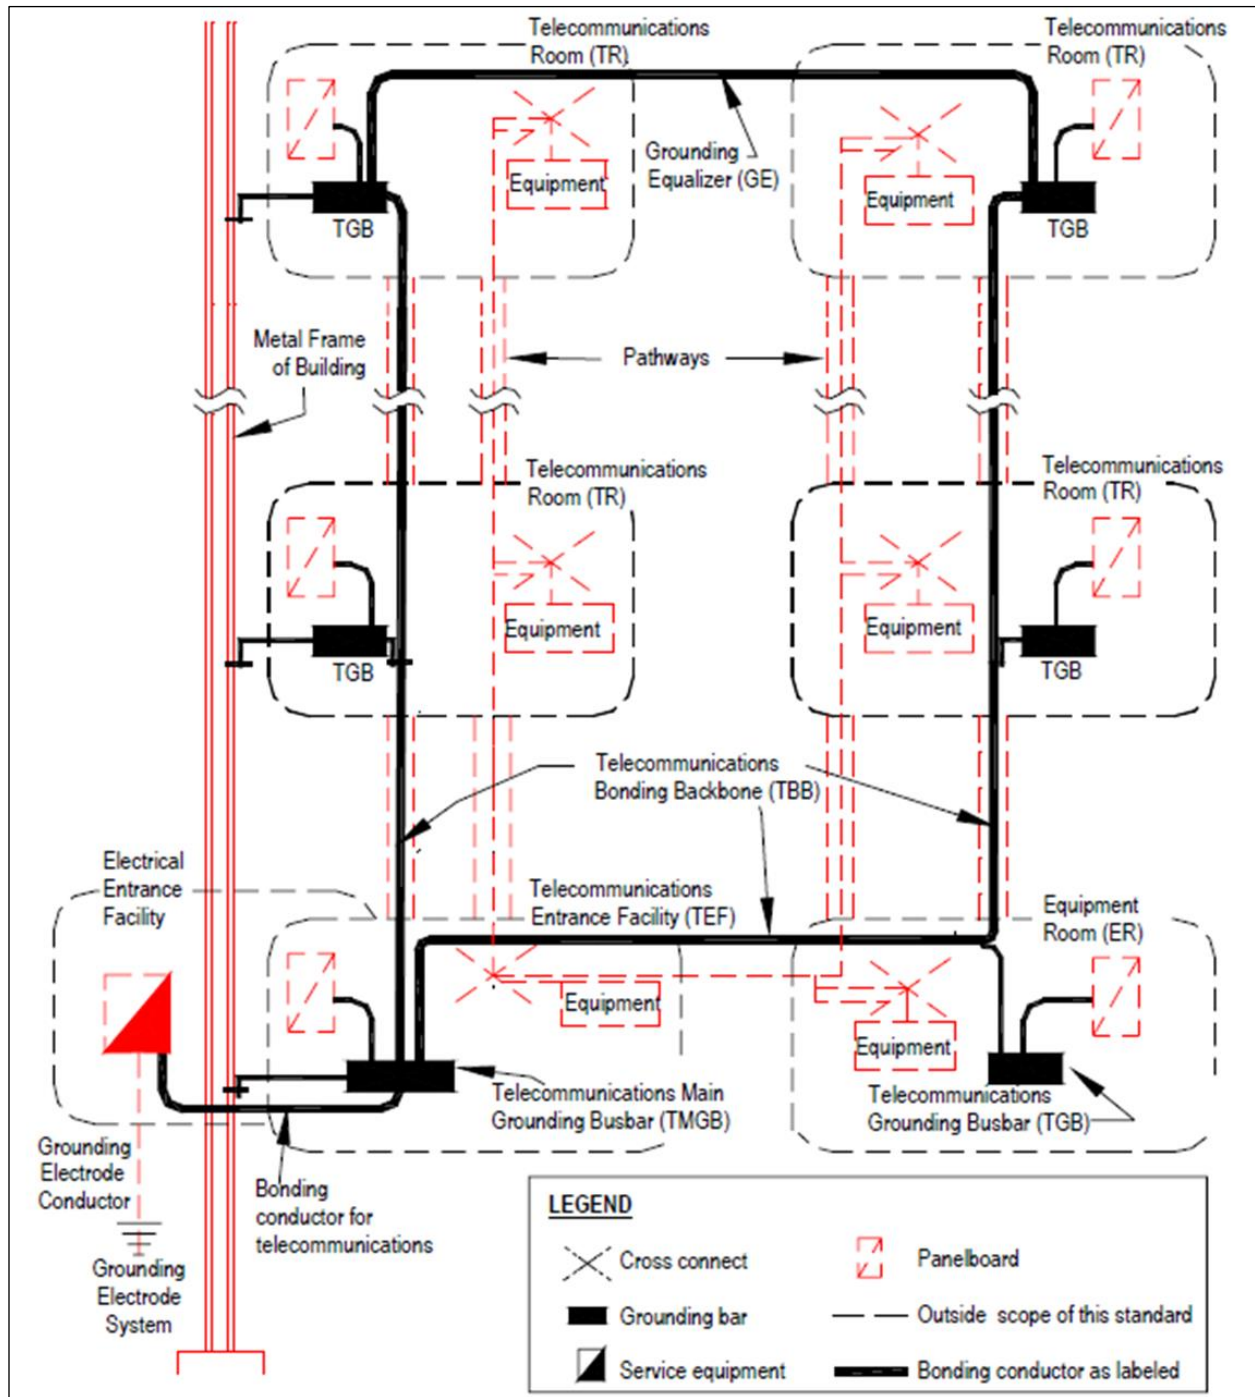 Telecommunications
Room (TR)
Telecommunications
Room (TR)
Grounding
Equalizer (GE)
Equipment
Equipment
TGB
TGB
Metal Frame
of Building
Pathways
Telecommunications
Room (TR)
Telecommunications
Room (TR)
Equipment
Equipment
TGB
TGB
Telecommunications
Bonding Backbone (TBB)
Electrical
Entrance
Facility
Telecommunications
Entrance Facility (TEF)
Equipment
Room (ER)
Equipment
Equipment
Telecommunications Main
Grounding Busbar (TMGB)
Telecommunications
Grounding Busbar (TGB)
Grounding
Electrode
Conductor
Bonding
conductor for
telecommunications
Grounding
Electrode
System
LEGEND
Cross connect
Panelboard
Grounding bar
Outside scope of this standard
Service equipment
Bonding conductor as labeled